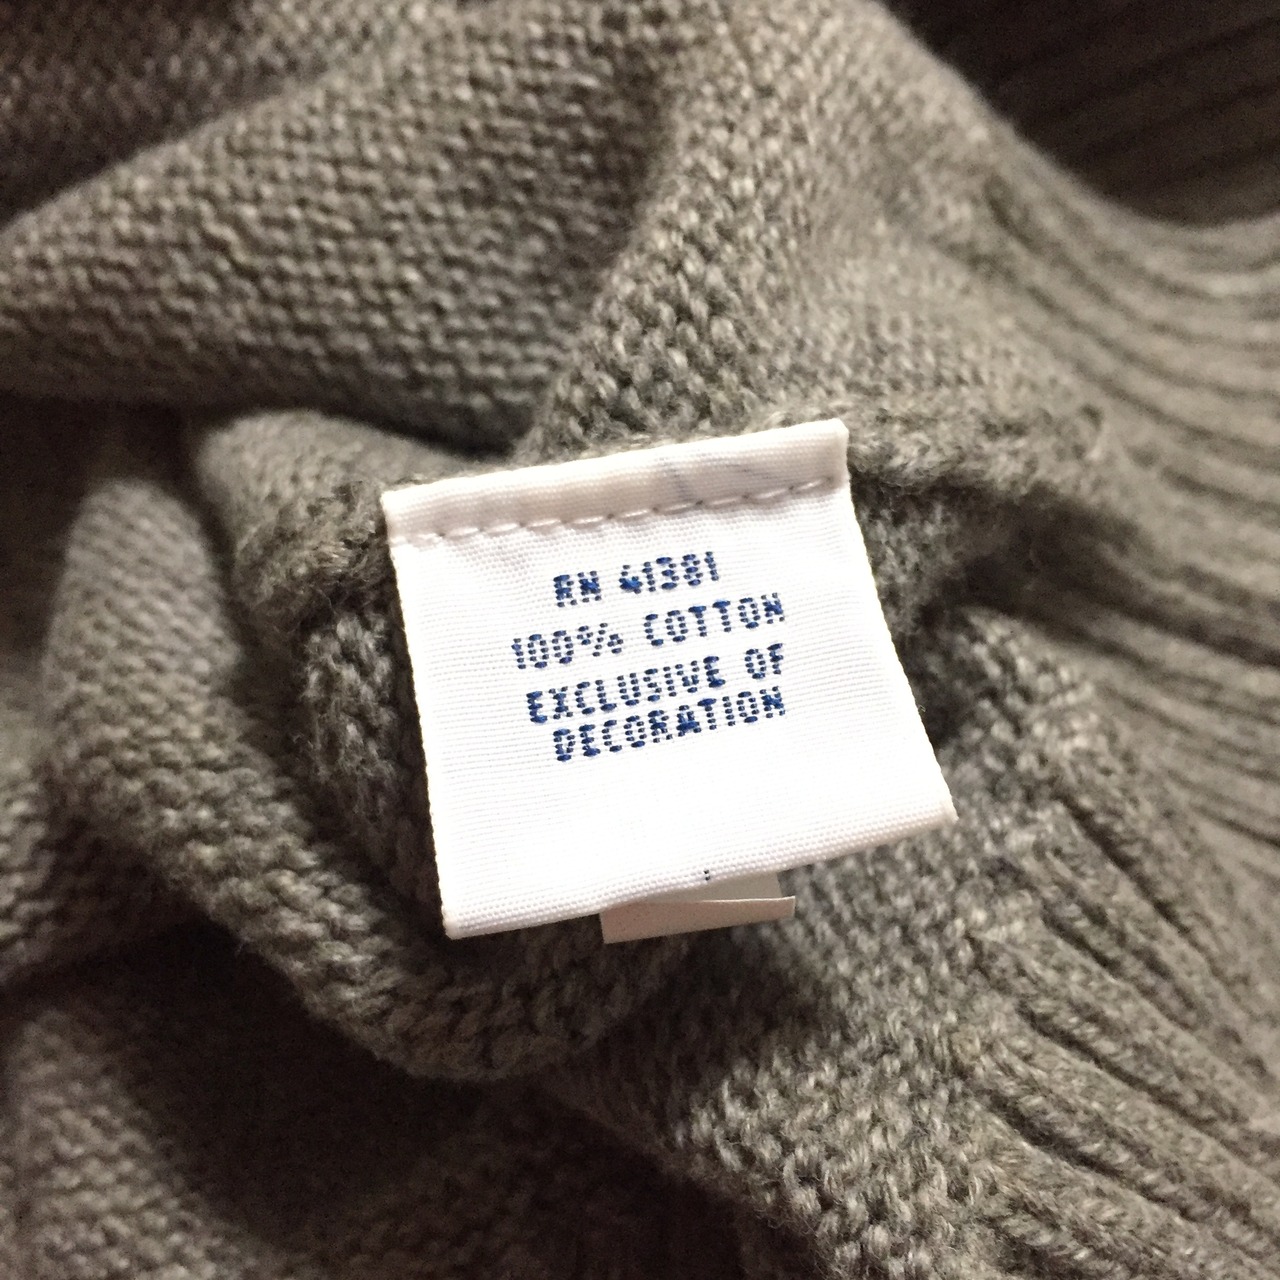 RN 41381
100% COTTON
EXCLUSIVE OF
DECORATION